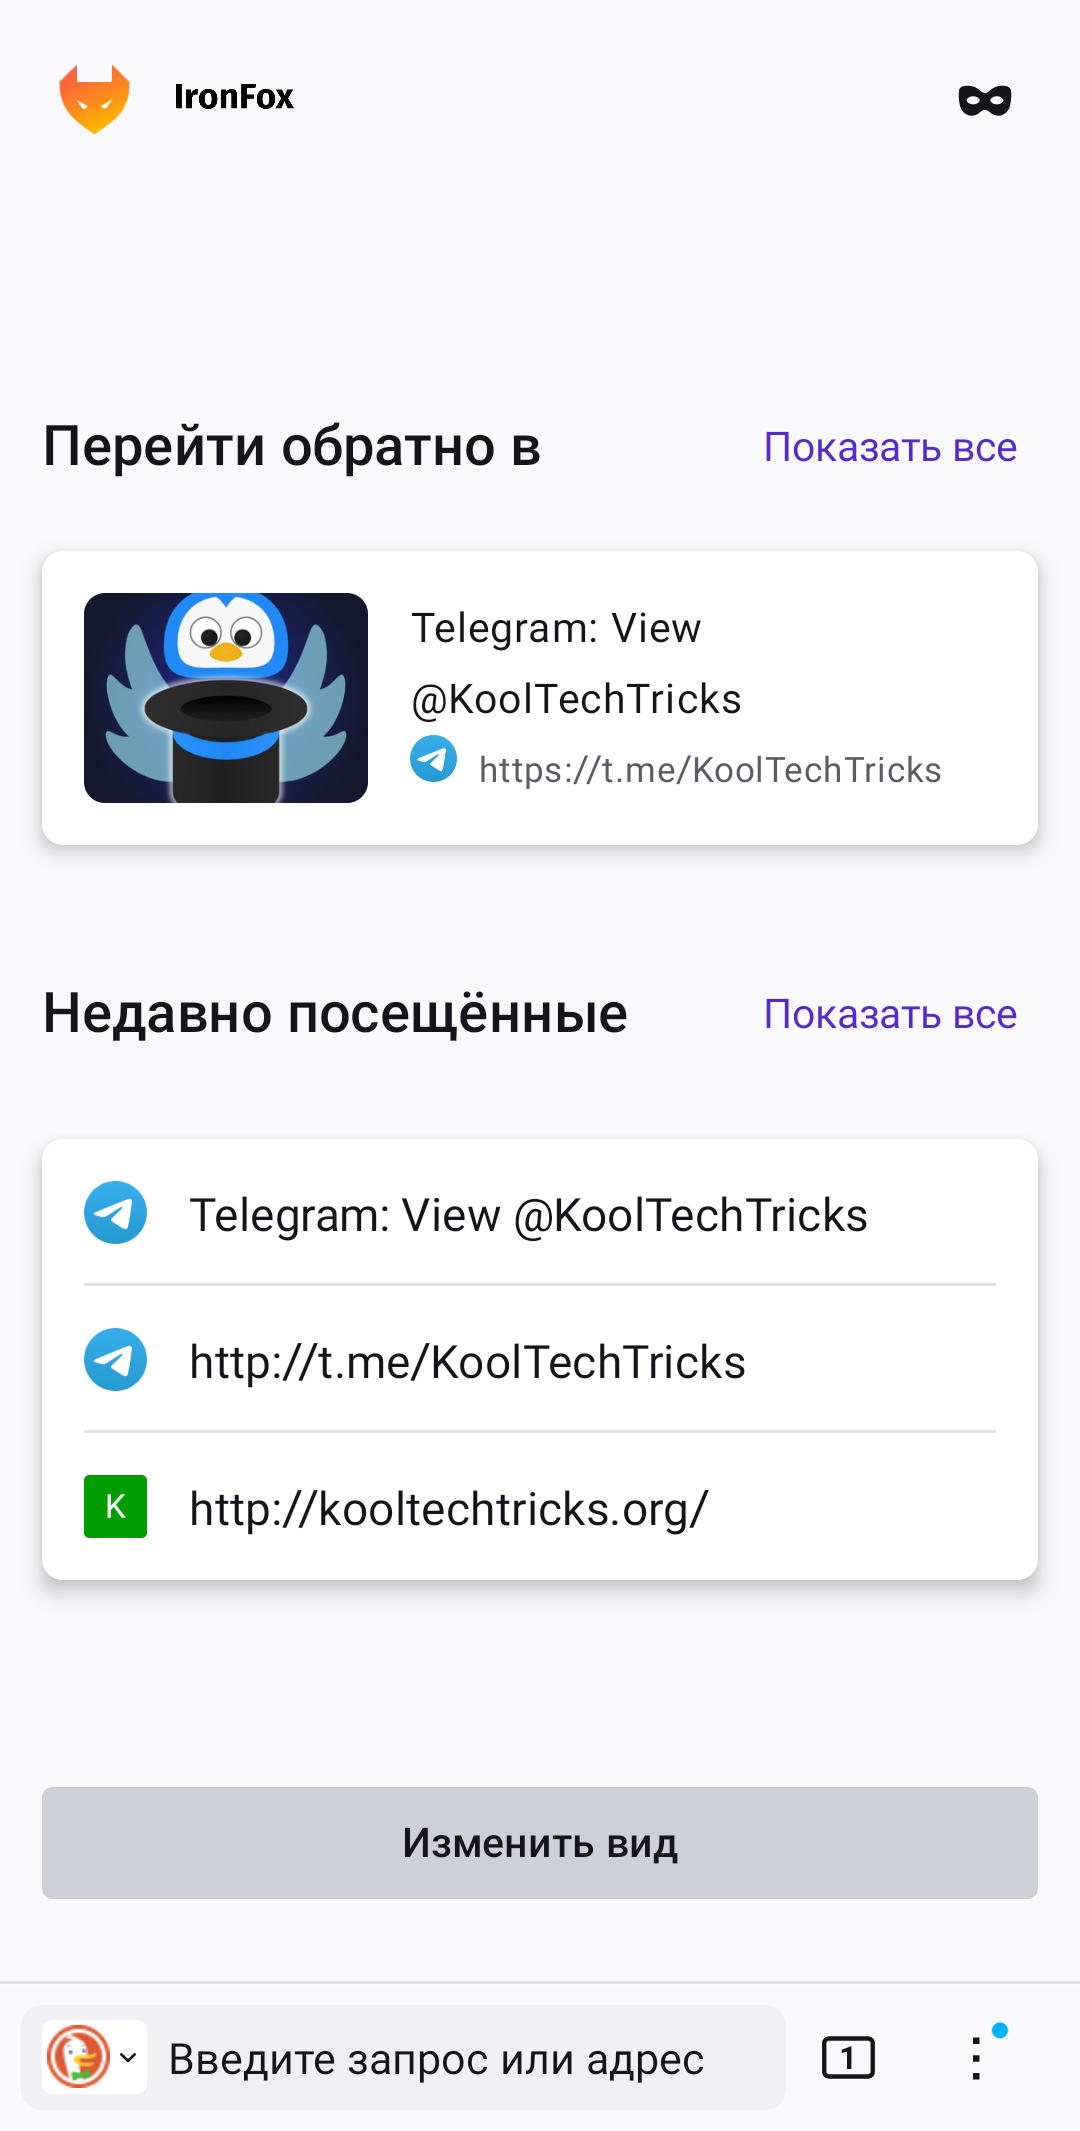 IronFox
Перейти обратно в
Показать все
Telegram: View
@KoolTechTricks
https://t.me/KoolTechTricks
Недавно посещённые
Показать все
Telegram: View @KoolTechTricks
http://t.me/KoolTechTricks
K
http://kooltechtricks.org/
Изменить вид
Введите запрос или адрес
1